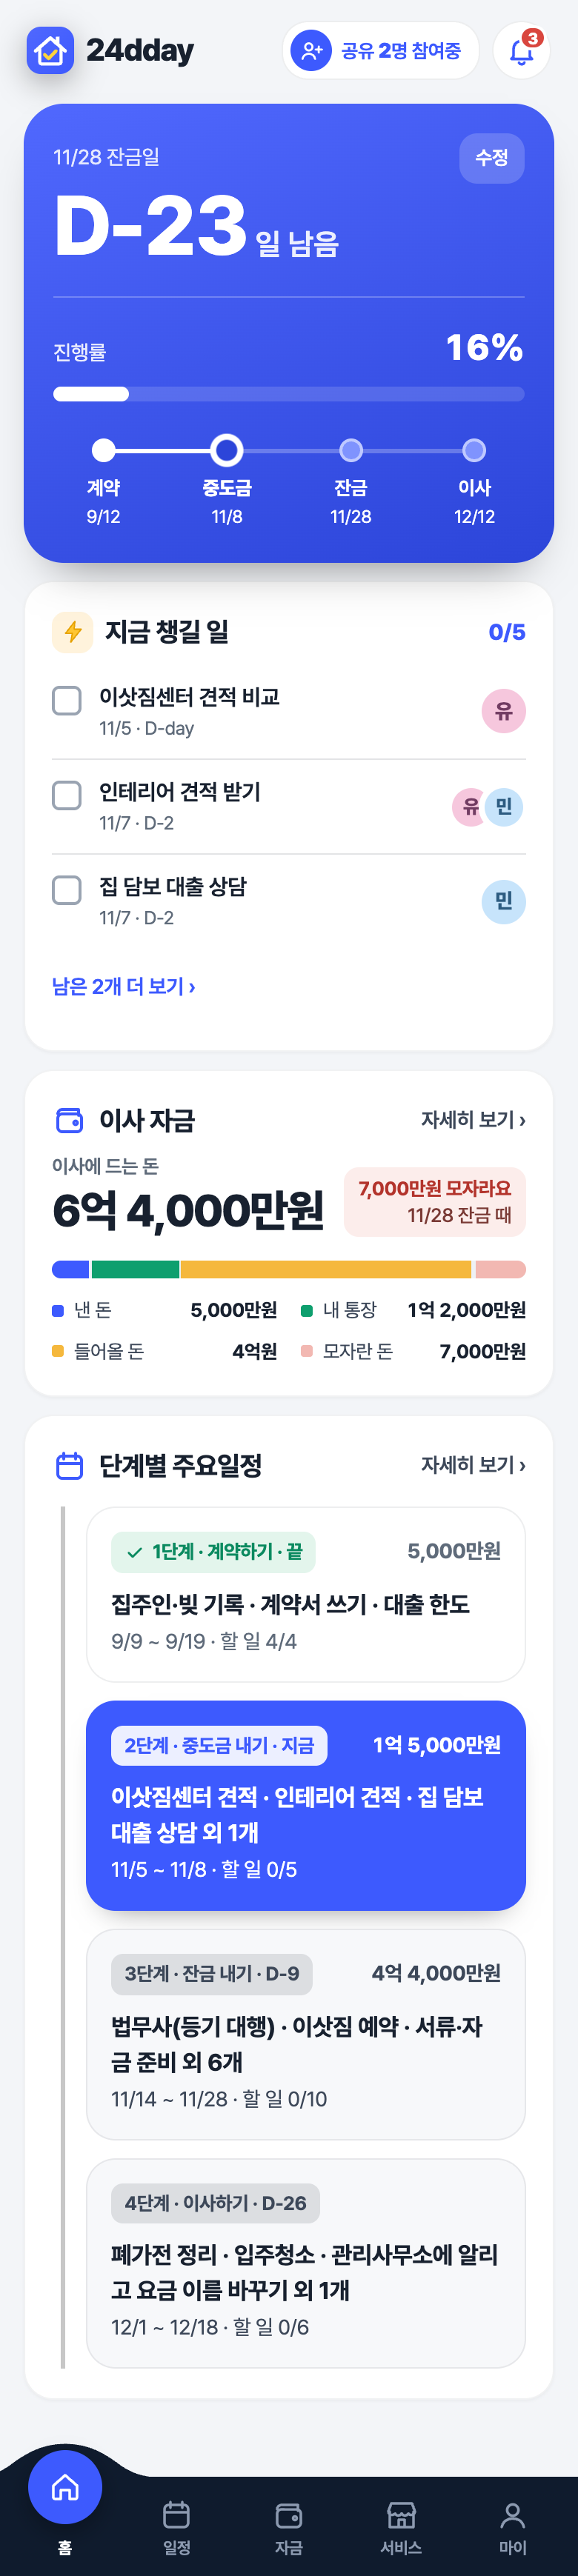 24dday
공유 2명 참여중
3
11/28 잔금일
수정
D-23 일 남음
진행률
16%
계약
중도금
잔금
이사
9/12
11/8
11/28
12/12
지금 챙길 일
0/5
이삿짐센터 견적 비교
11/5 · D-day
유
인테리어 견적 받기
11/7 · D-2
유 민
집 담보 대출 상담
11/7 · D-2
민
남은 2개 더 보기 ›
이사 자금
자세히 보기 ›
이사에 드는 돈
6억 4,000만원
7,000만원 모자라요
11/28 잔금 때
낸 돈 5,000만원
내 통장 1억 2,000만원
들어올 돈 4억원
모자란 돈 7,000만원
단계별 주요일정
자세히 보기 ›
1단계 · 계약하기 · 끝
5,000만원
집주인·빚 기록 · 계약서 쓰기 · 대출 한도
9/9 ~ 9/19 · 할 일 4/4
2단계 · 중도금 내기 · 지금
1억 5,000만원
이삿짐센터 견적 · 인테리어 견적 · 집 담보
대출 상담 외 1개
11/5 ~ 11/8 · 할 일 0/5
3단계 · 잔금 내기 · D-9
4억 4,000만원
법무사(등기 대행) · 이삿짐 예약 · 서류·자
금 준비 외 6개
11/14 ~ 11/28 · 할 일 0/10
4단계 · 이사하기 · D-26
폐가전 정리 · 입주청소 · 관리사무소에 알리
고 요금 이름 바꾸기 외 1개
12/1 ~ 12/18 · 할 일 0/6
홈
일정
자금
서비스
마이